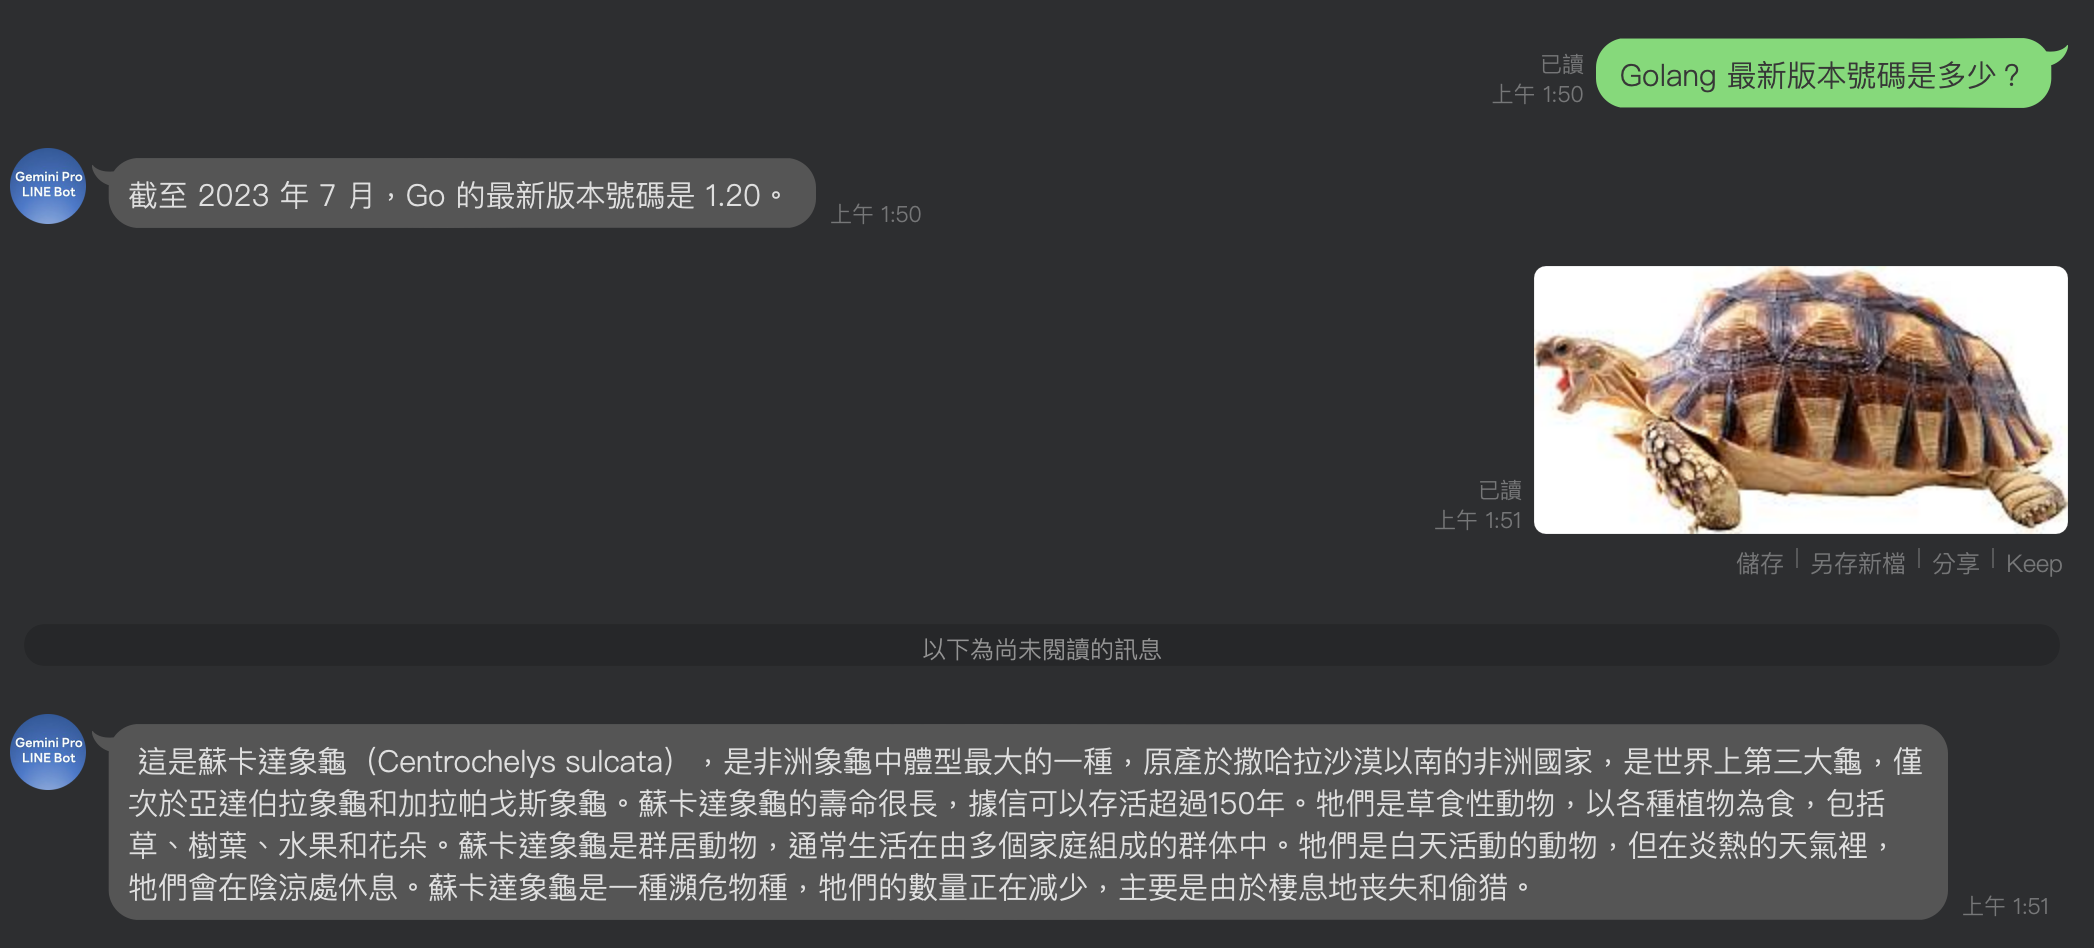 Golang 最新版本號碼是多少？
已讀
上午 1:50
Gemini Pro
LINE Bot
截至 2023 年 7 月，Go 的最新版本號碼是 1.20。
上午 1:50
已讀
上午 1:51
儲存 | 另存新檔 | 分享 | Keep
以下為尚未閱讀的訊息
Gemini Pro
LINE Bot
這是蘇卡達象龜（Centrochelys sulcata），是非洲象龜中體型最大的一種，原產於撒哈拉沙漠以南的非洲國家，是世界上第三大龜，僅
次於亞達伯拉象龜和加拉帕戈斯象龜。蘇卡達象龜的壽命很長，據信可以存活超過150年。牠們是草食性動物，以各種植物為食，包括
草、樹葉、水果和花朵。蘇卡達象龜是群居動物，通常生活在由多個家庭組成的群体中。牠們是白天活動的動物，但在炎熱的天氣裡，
牠們會在陰涼處休息。蘇卡達象龜是一種瀕危物種，牠們的數量正在减少，主要是由於棲息地丧失和偷猎。
上午 1:51